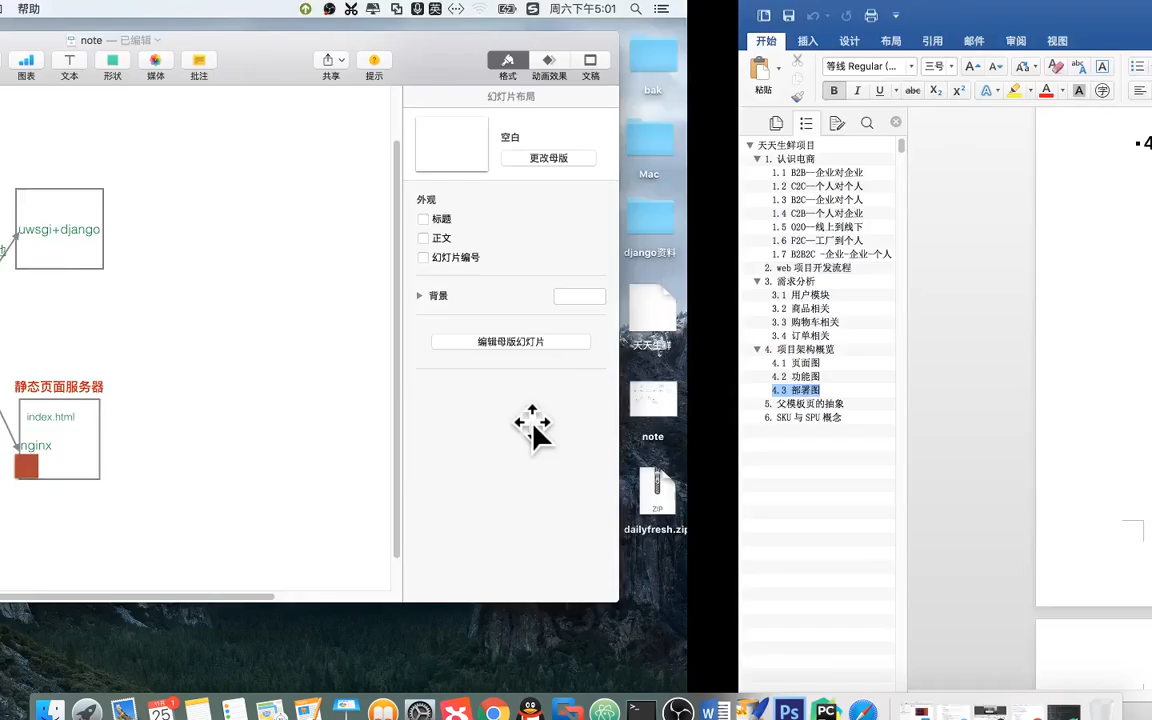 帮助
周六下午5:01
note — 已编辑
图表
文本
形状
媒体
批注
共享
提示
格式
动画效果
文稿
幻灯片布局
空白
更改母版
外观
标题
正文
幻灯片编号
背景
编辑母版幻灯片
uwsgi+django
静态页面服务器
index.html
nginx
bak
Mac
django资料
天天生鲜
note
ZIP
dailyfresh.zip
开始
插入
设计
布局
引用
邮件
审阅
视图
粘贴
等线 Regular (...
三号
天天生鲜项目
1. 认识电商
1.1 B2B—企业对企业
1.2 C2C—个人对个人
1.3 B2C—企业对个人
1.4 C2B—个人对企业
1.5 O2O—线上到线下
1.6 F2C—工厂到个人
1.7 B2B2C -企业-企业-个人
2. web 项目开发流程
3. 需求分析
3.1 用户模块
3.2 商品相关
3.3 购物车相关
3.4 订单相关
4. 项目架构概览
4.1 页面图
4.2 功能图
4.3 部署图
5. 父模板页的抽象
6. SKU 与 SPU 概念
4
25